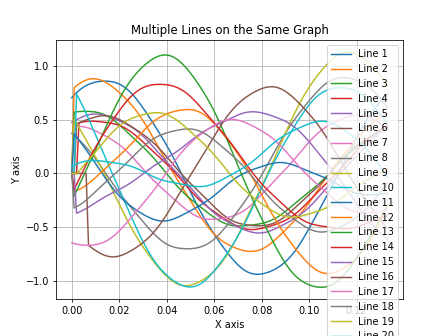 Multiple Lines on the Same Graph
Y axis
1.0
0.5
0.0
−0.5
−1.0
0.00
0.02
0.04
0.06
0.08
0.10
X axis
Line 1
Line 2
Line 3
Line 4
Line 5
Line 6
Line 7
Line 8
Line 9
Line 10
Line 11
Line 12
Line 13
Line 14
Line 15
Line 16
Line 17
Line 18
Line 19
Line 20